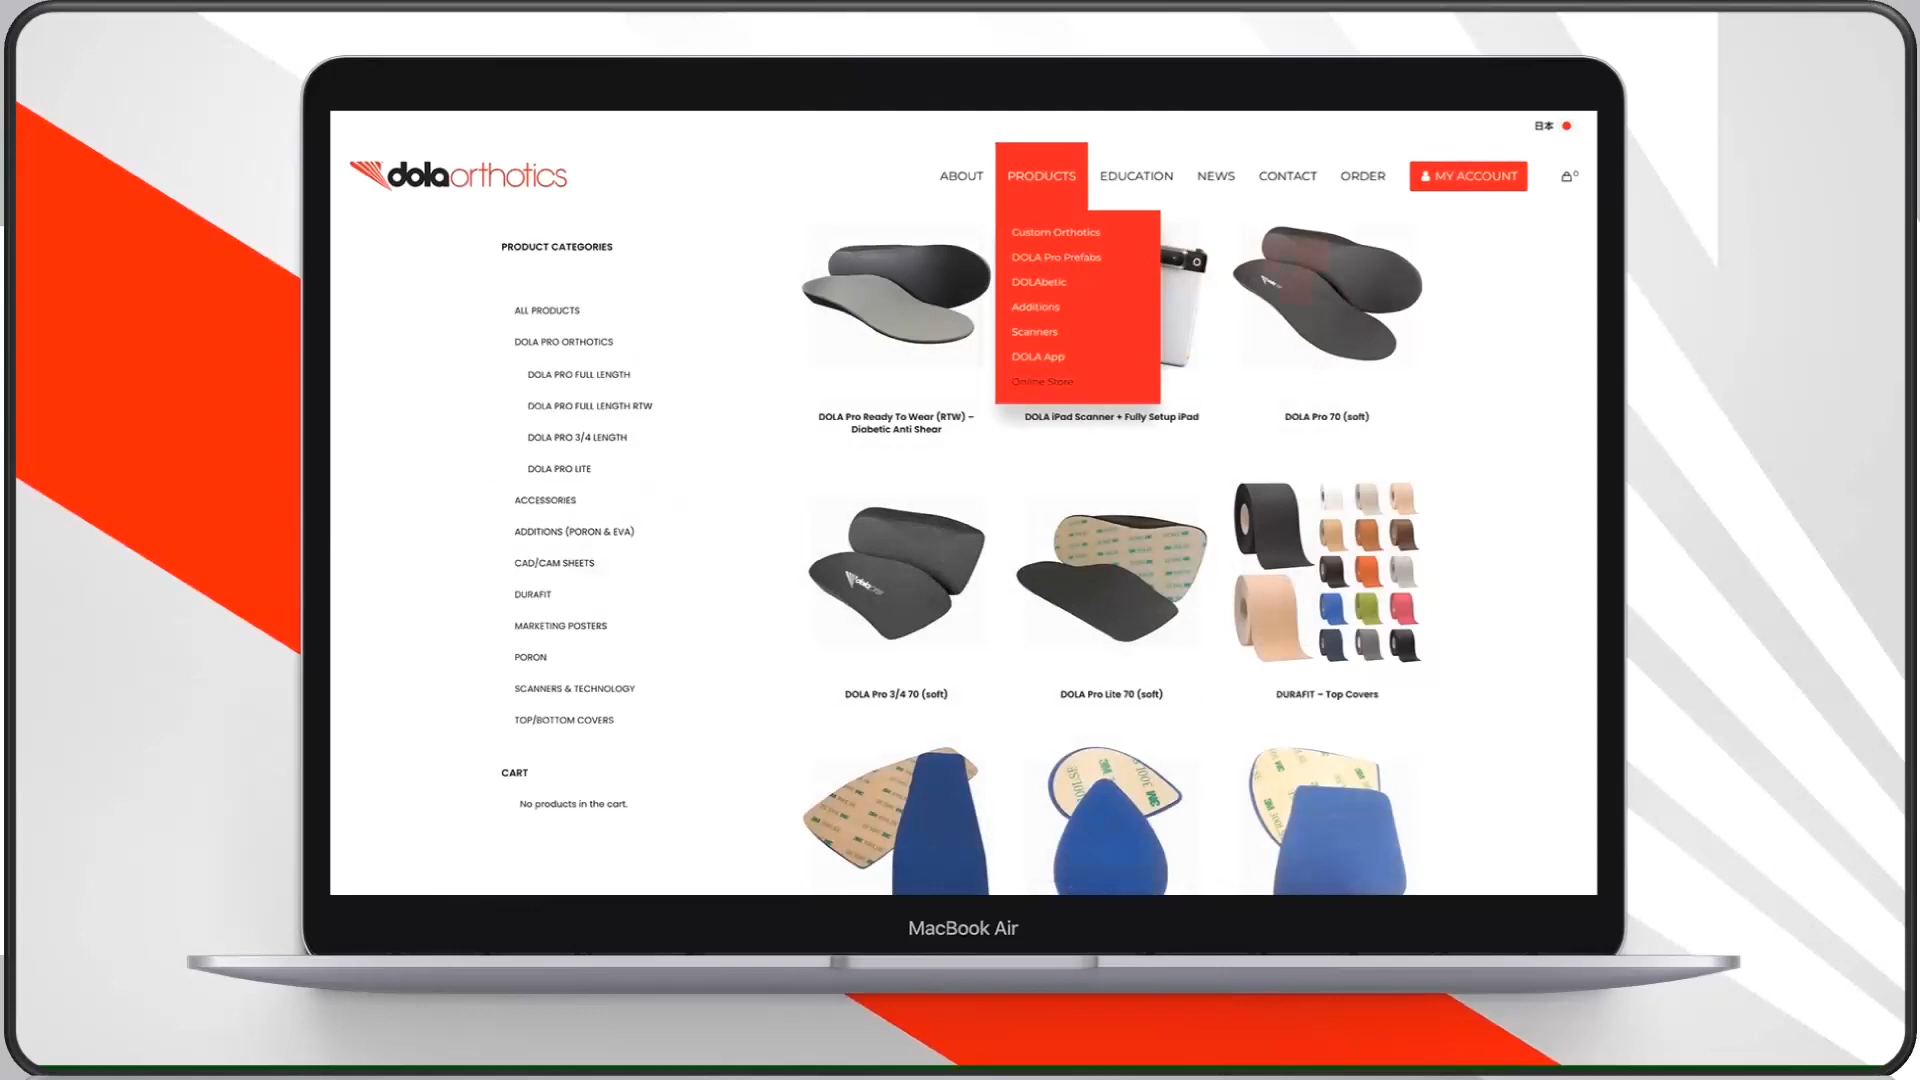 日本
dolaorthotics
ABOUT PRODUCTS EDUCATION NEWS CONTACT ORDER MY ACCOUNT 0
Custom Orthotics
DOLA Pro Prefabs
DOLAbetic
Additions
Scanners
DOLA App
Online Store
PRODUCT CATEGORIES
ALL PRODUCTS
DOLA PRO ORTHOTICS
DOLA PRO FULL LENGTH
DOLA PRO FULL LENGTH RTW
DOLA PRO 3/4 LENGTH
DOLA PRO LITE
ACCESSORIES
ADDITIONS (PORON & EVA)
CAD/CAM SHEETS
DURAFIT
MARKETING POSTERS
PORON
SCANNERS & TECHNOLOGY
TOP/BOTTOM COVERS
CART
No products in the cart.
DOLA Pro Ready To Wear (RTW) –
Diabetic Anti Shear
DOLA iPad Scanner + Fully Setup iPad
DOLA Pro 70 (soft)
DOLA Pro 3/4 70 (soft)
DOLA Pro Lite 70 (soft)
DURAFIT – Top Covers
3M
300LSE
3M
MacBook Air